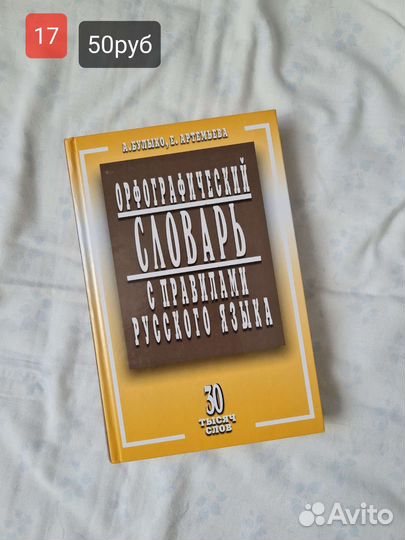 17
50руб
А.БУЛЫКО, Е. АРТЕМЬЕВА
ОРФОГРАФИЧЕСКИЙ
СЛОВАРЬ
С ПРАВИЛАМИ
РУССКОГО ЯЗЫКА
30
ТЫСЯЧ
СЛОВ
Avito